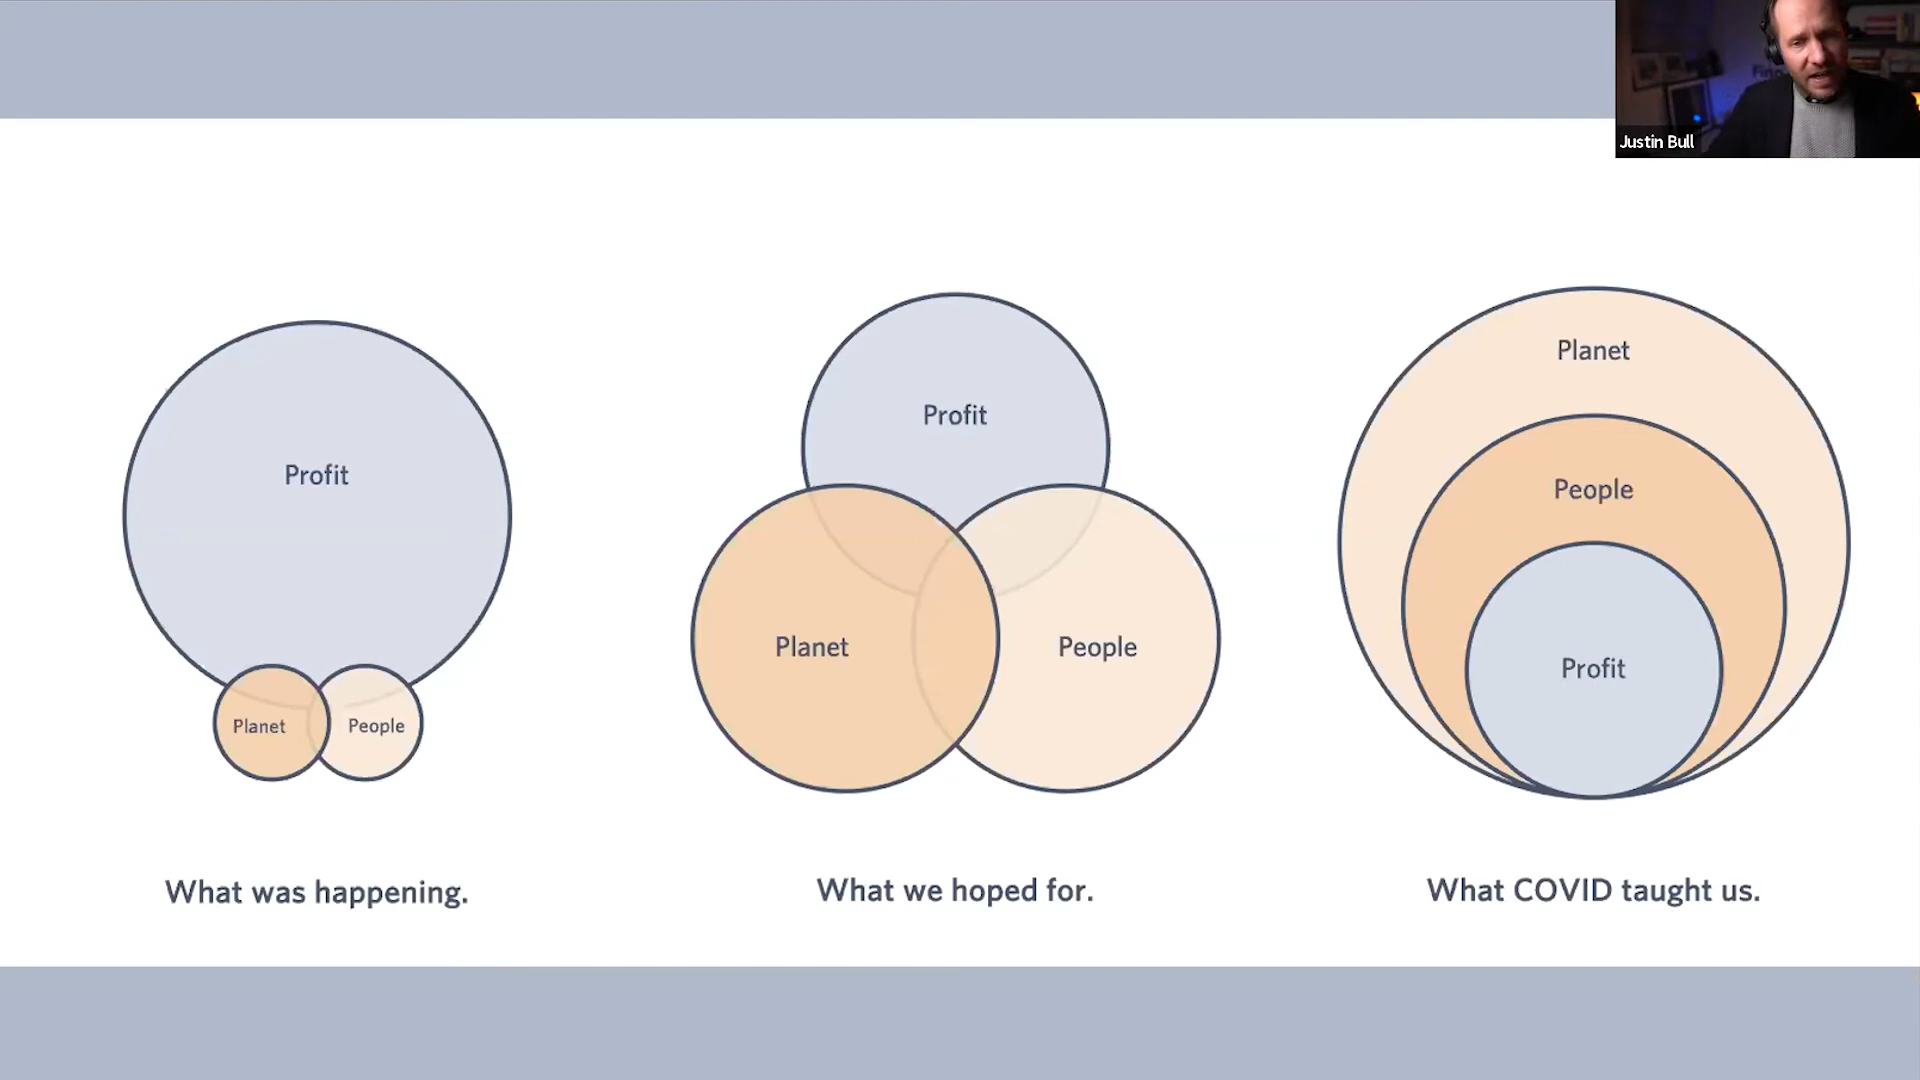 Justin Bull
Profit
Planet
People
What was happening.
Profit
Planet
People
What we hoped for.
Planet
People
Profit
What COVID taught us.